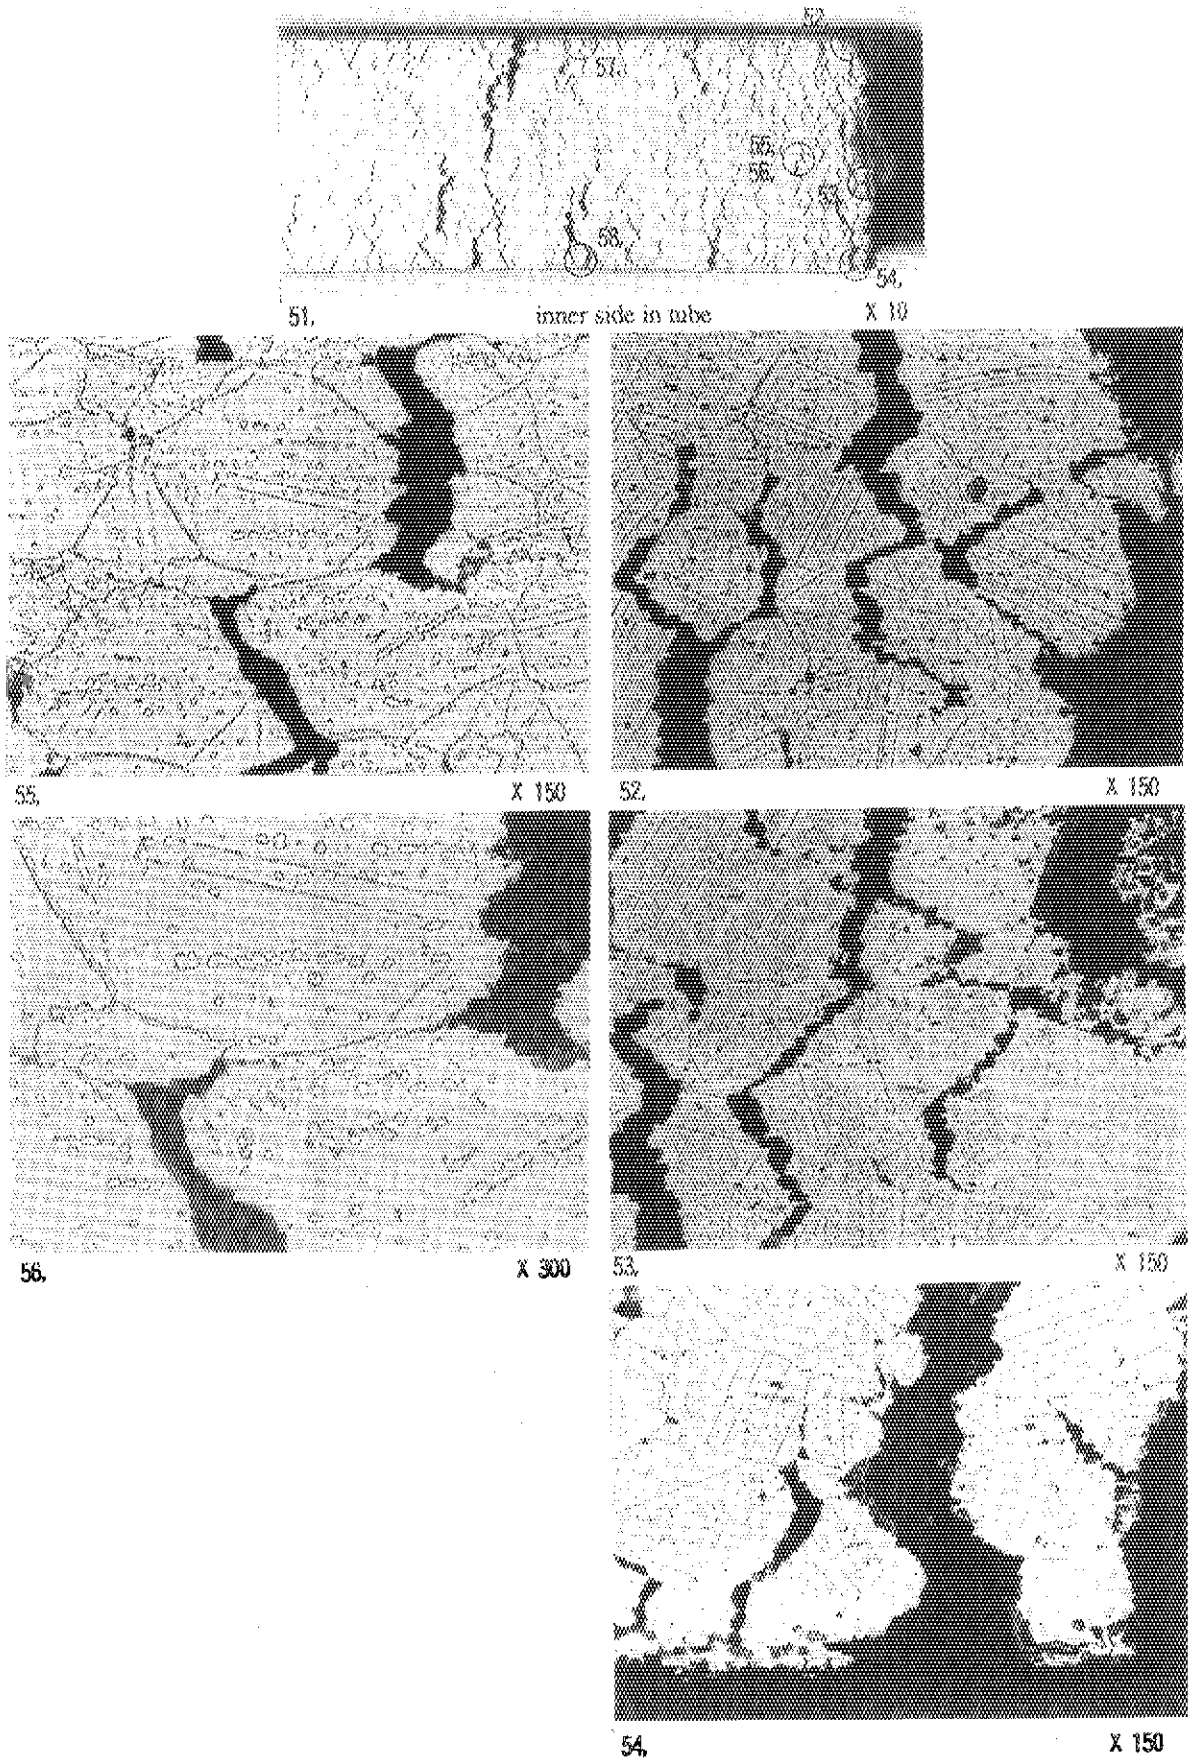 52,
57,
55,
56,
53,
58,
54,
51, inner side in tube X 10
55, X 150 52, X 150
56, X 300 53, X 150
54, X 150